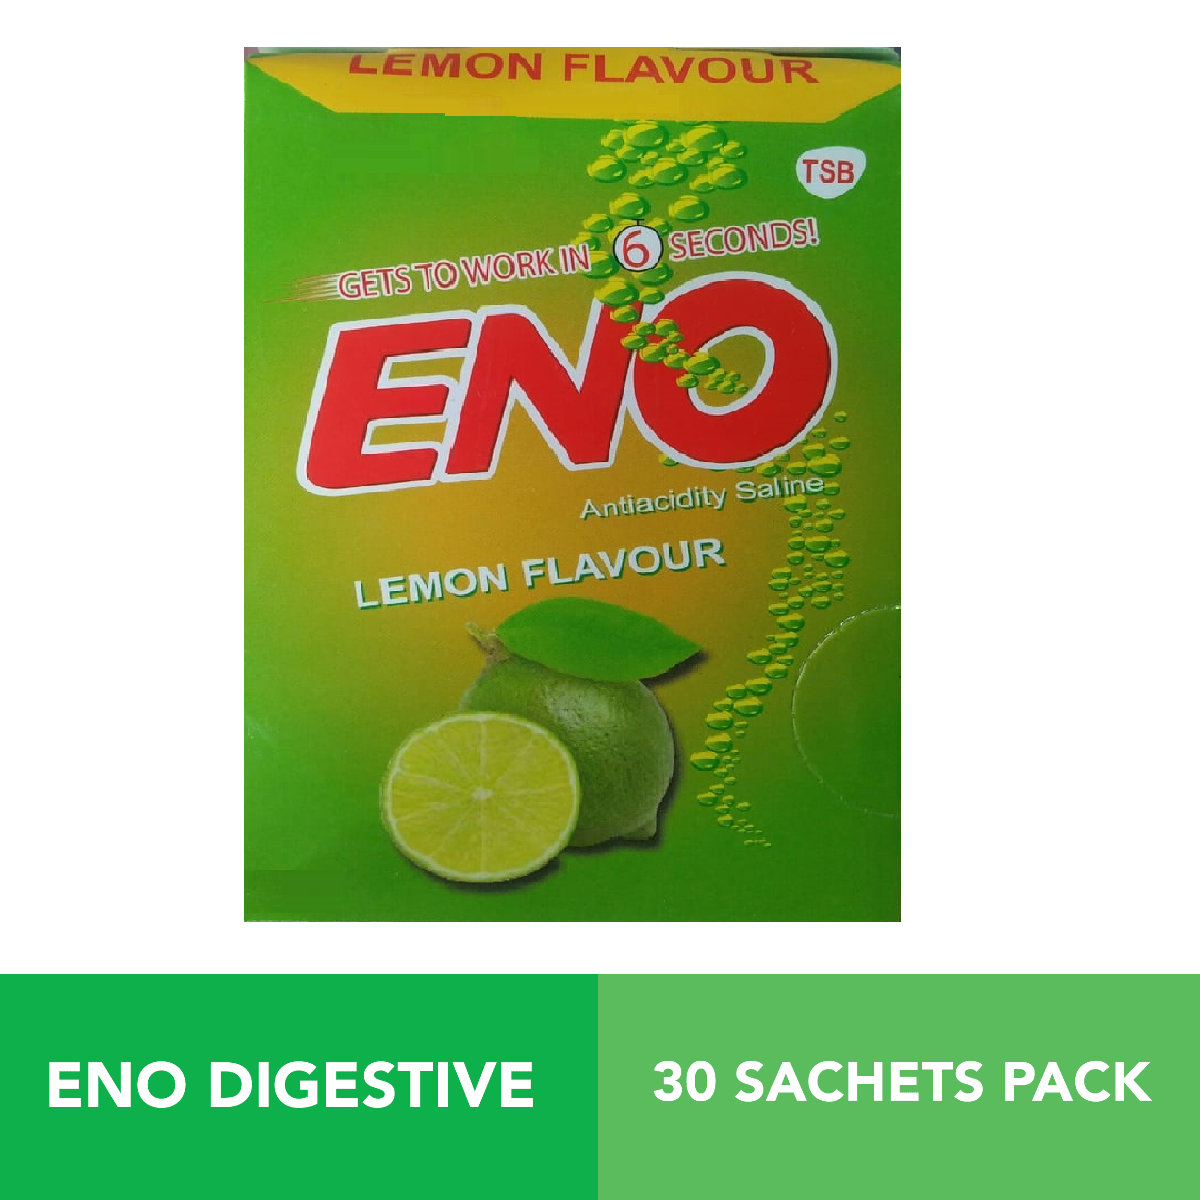 LEMON FLAVOUR
TSB
GETS TO WORK IN 6 SECONDS!
ENO
Antiacidity Saline
LEMON FLAVOUR
ENO DIGESTIVE
30 SACHETS PACK